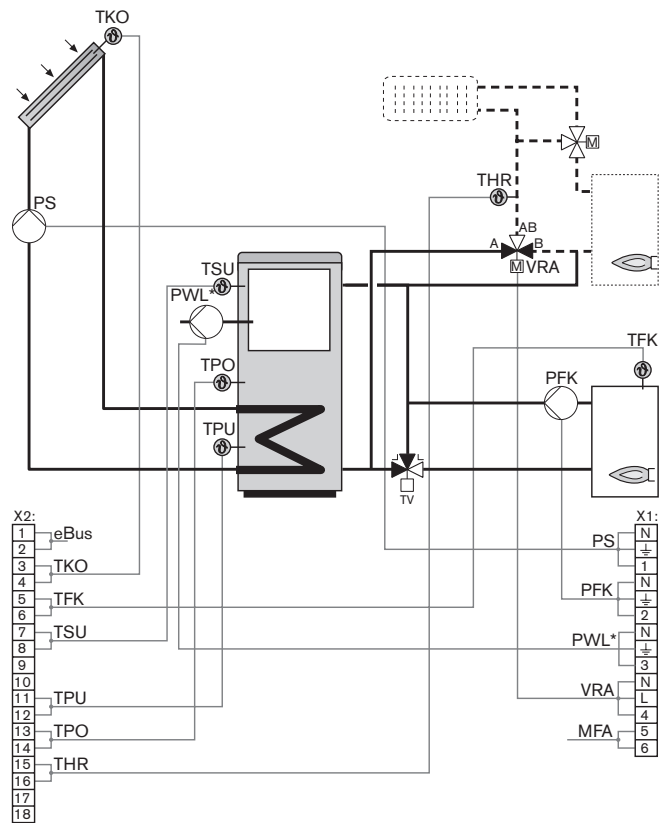 TKO
ϑ
PS
THR
ϑ
M
AB
A
B
M
VRA
TSU
ϑ
PWL*
TPO
ϑ
TPU
ϑ
TFK
ϑ
PFK
TV
X2:
1
2
eBus
3
4
TKO
5
6
TFK
7
8
TSU
9
10
11
12
TPU
13
14
TPO
15
16
THR
17
18
X1:
PS
N
1
PFK
N
2
PWL*
N
3
VRA
N
L
4
MFA
5
6